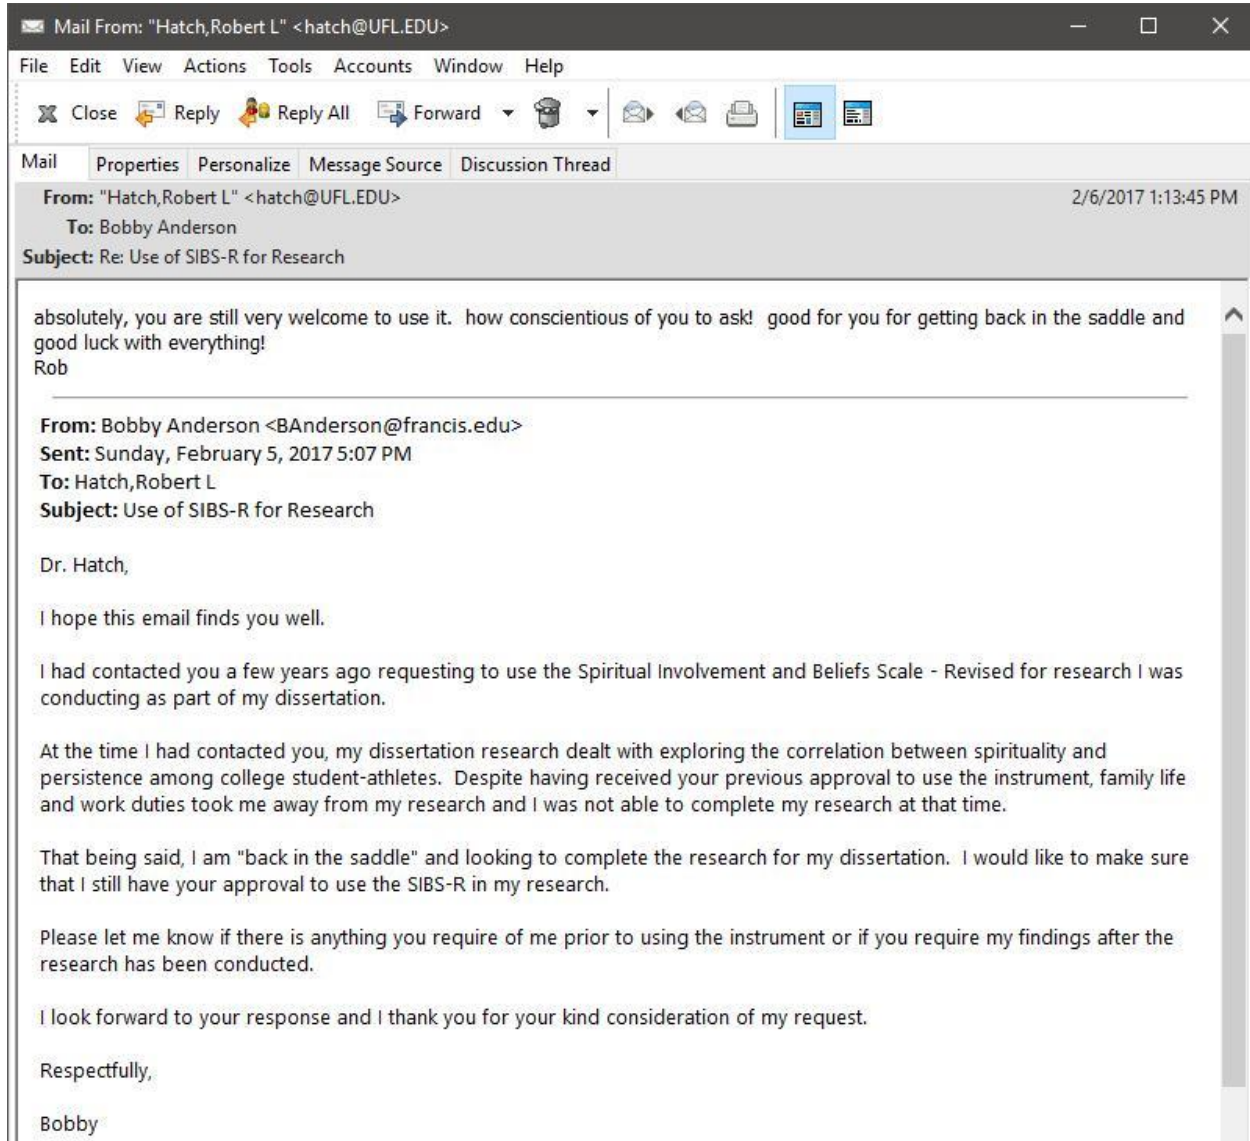 Mail From: "Hatch,Robert L" <hatch@UFL.EDU>
File Edit View Actions Tools Accounts Window Help
Close Reply Reply All Forward
Mail Properties Personalize Message Source Discussion Thread
From: "Hatch,Robert L" <hatch@UFL.EDU> 2/6/2017 1:13:45 PM
To: Bobby Anderson
Subject: Re: Use of SIBS-R for Research
absolutely, you are still very welcome to use it. how conscientious of you to ask! good for you for getting back in the saddle and
good luck with everything!
Rob
From: Bobby Anderson <BAnderson@francis.edu>
Sent: Sunday, February 5, 2017 5:07 PM
To: Hatch,Robert L
Subject: Use of SIBS-R for Research
Dr. Hatch,
I hope this email finds you well.
I had contacted you a few years ago requesting to use the Spiritual Involvement and Beliefs Scale - Revised for research I was
conducting as part of my dissertation.
At the time I had contacted you, my dissertation research dealt with exploring the correlation between spirituality and
persistence among college student-athletes. Despite having received your previous approval to use the instrument, family life
and work duties took me away from my research and I was not able to complete my research at that time.
That being said, I am "back in the saddle" and looking to complete the research for my dissertation. I would like to make sure
that I still have your approval to use the SIBS-R in my research.
Please let me know if there is anything you require of me prior to using the instrument or if you require my findings after the
research has been conducted.
I look forward to your response and I thank you for your kind consideration of my request.
Respectfully,
Bobby